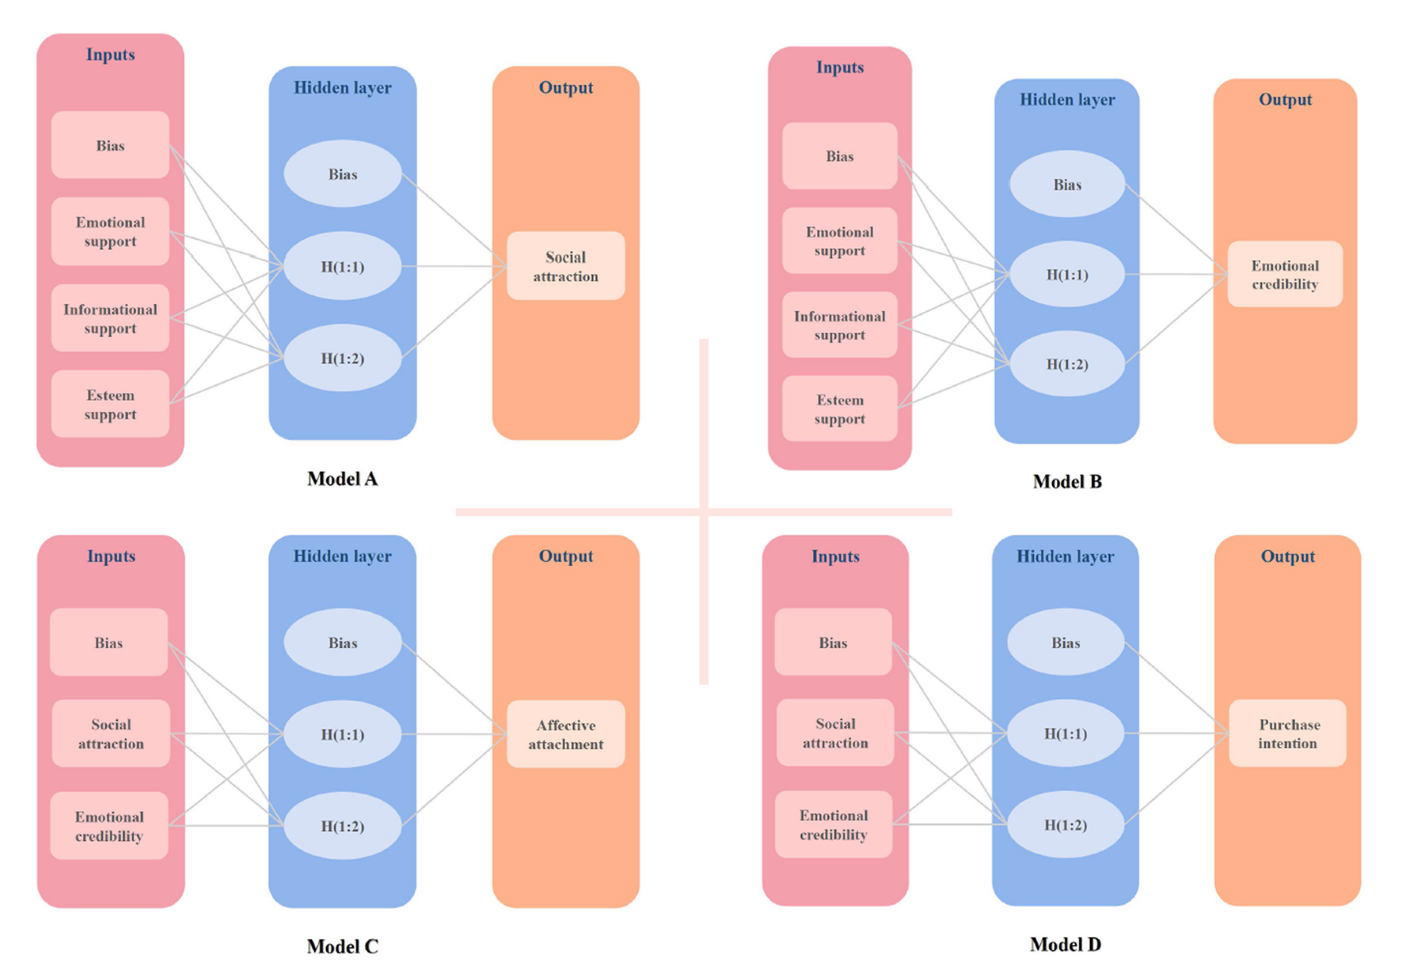 Inputs
Hidden layer
Output
Bias
Emotional
support
Informational
support
Esteem
support
Bias
H(1:1)
H(1:2)
Social
attraction
Model A
Inputs
Hidden layer
Output
Bias
Emotional
support
Informational
support
Esteem
support
Bias
H(1:1)
H(1:2)
Emotional
credibility
Model B
Inputs
Hidden layer
Output
Bias
Social
attraction
Emotional
credibility
Bias
H(1:1)
H(1:2)
Affective
attachment
Model C
Inputs
Hidden layer
Output
Bias
Social
attraction
Emotional
credibility
Bias
H(1:1)
H(1:2)
Purchase
intention
Model D